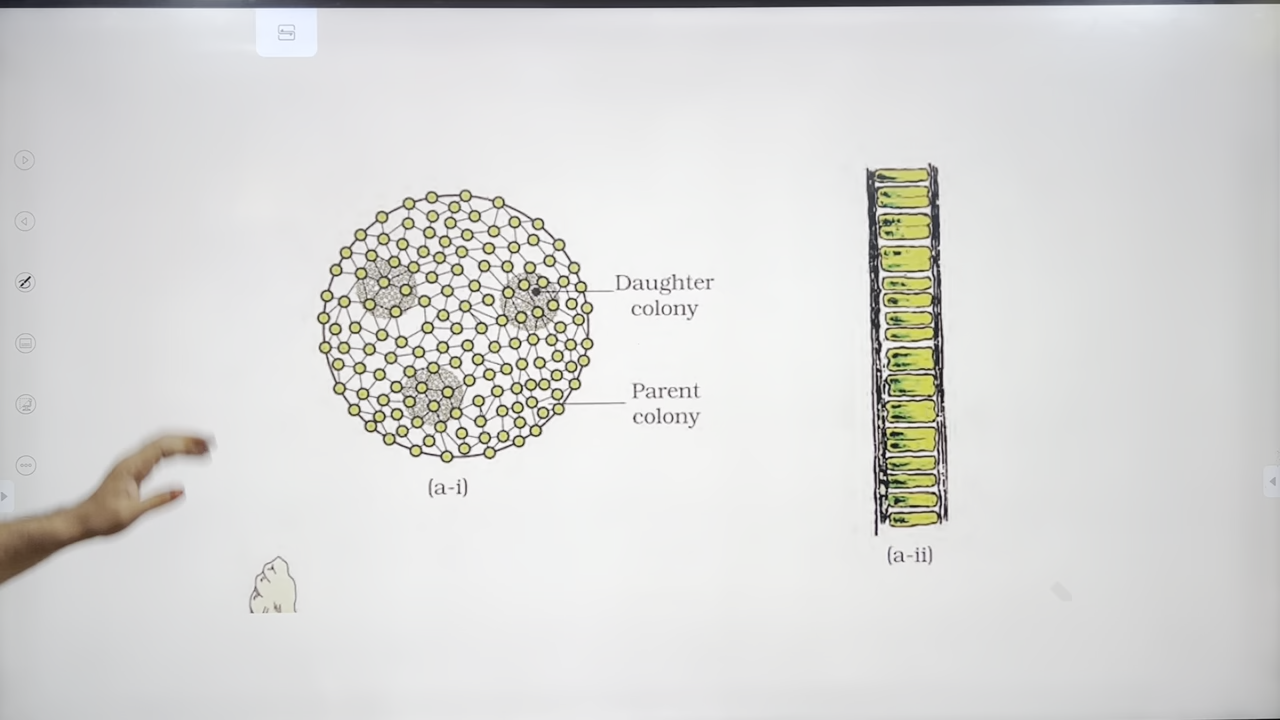 Daughter
colony
Parent
colony
(a-i)
(a-ii)